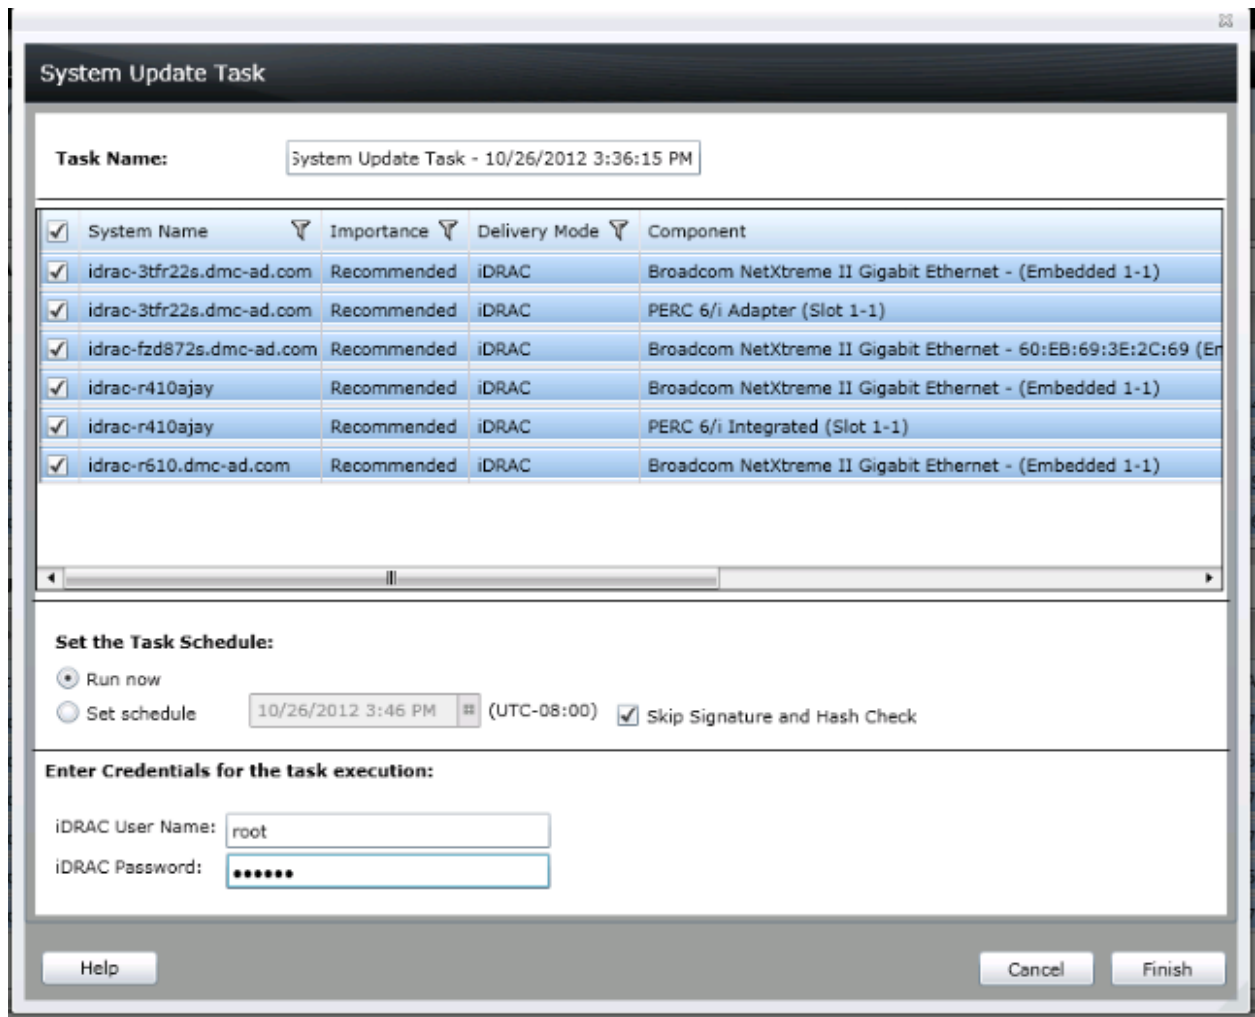 System Update Task
Task Name: System Update Task - 10/26/2012 3:36:15 PM
System Name Importance Delivery Mode Component
idrac-3tfr22s.dmc-ad.com Recommended iDRAC Broadcom NetXtreme II Gigabit Ethernet - (Embedded 1-1)
idrac-3tfr22s.dmc-ad.com Recommended iDRAC PERC 6/i Adapter (Slot 1-1)
idrac-fzd872s.dmc-ad.com Recommended iDRAC Broadcom NetXtreme II Gigabit Ethernet - 60:EB:69:3E:2C:69 (En
idrac-r410ajay Recommended iDRAC Broadcom NetXtreme II Gigabit Ethernet - (Embedded 1-1)
idrac-r410ajay Recommended iDRAC PERC 6/i Integrated (Slot 1-1)
idrac-r610.dmc-ad.com Recommended iDRAC Broadcom NetXtreme II Gigabit Ethernet - (Embedded 1-1)
Set the Task Schedule:
Run now
Set schedule 10/26/2012 3:46 PM (UTC-08:00) Skip Signature and Hash Check
Enter Credentials for the task execution:
iDRAC User Name: root
iDRAC Password: ••••••
Help Cancel Finish